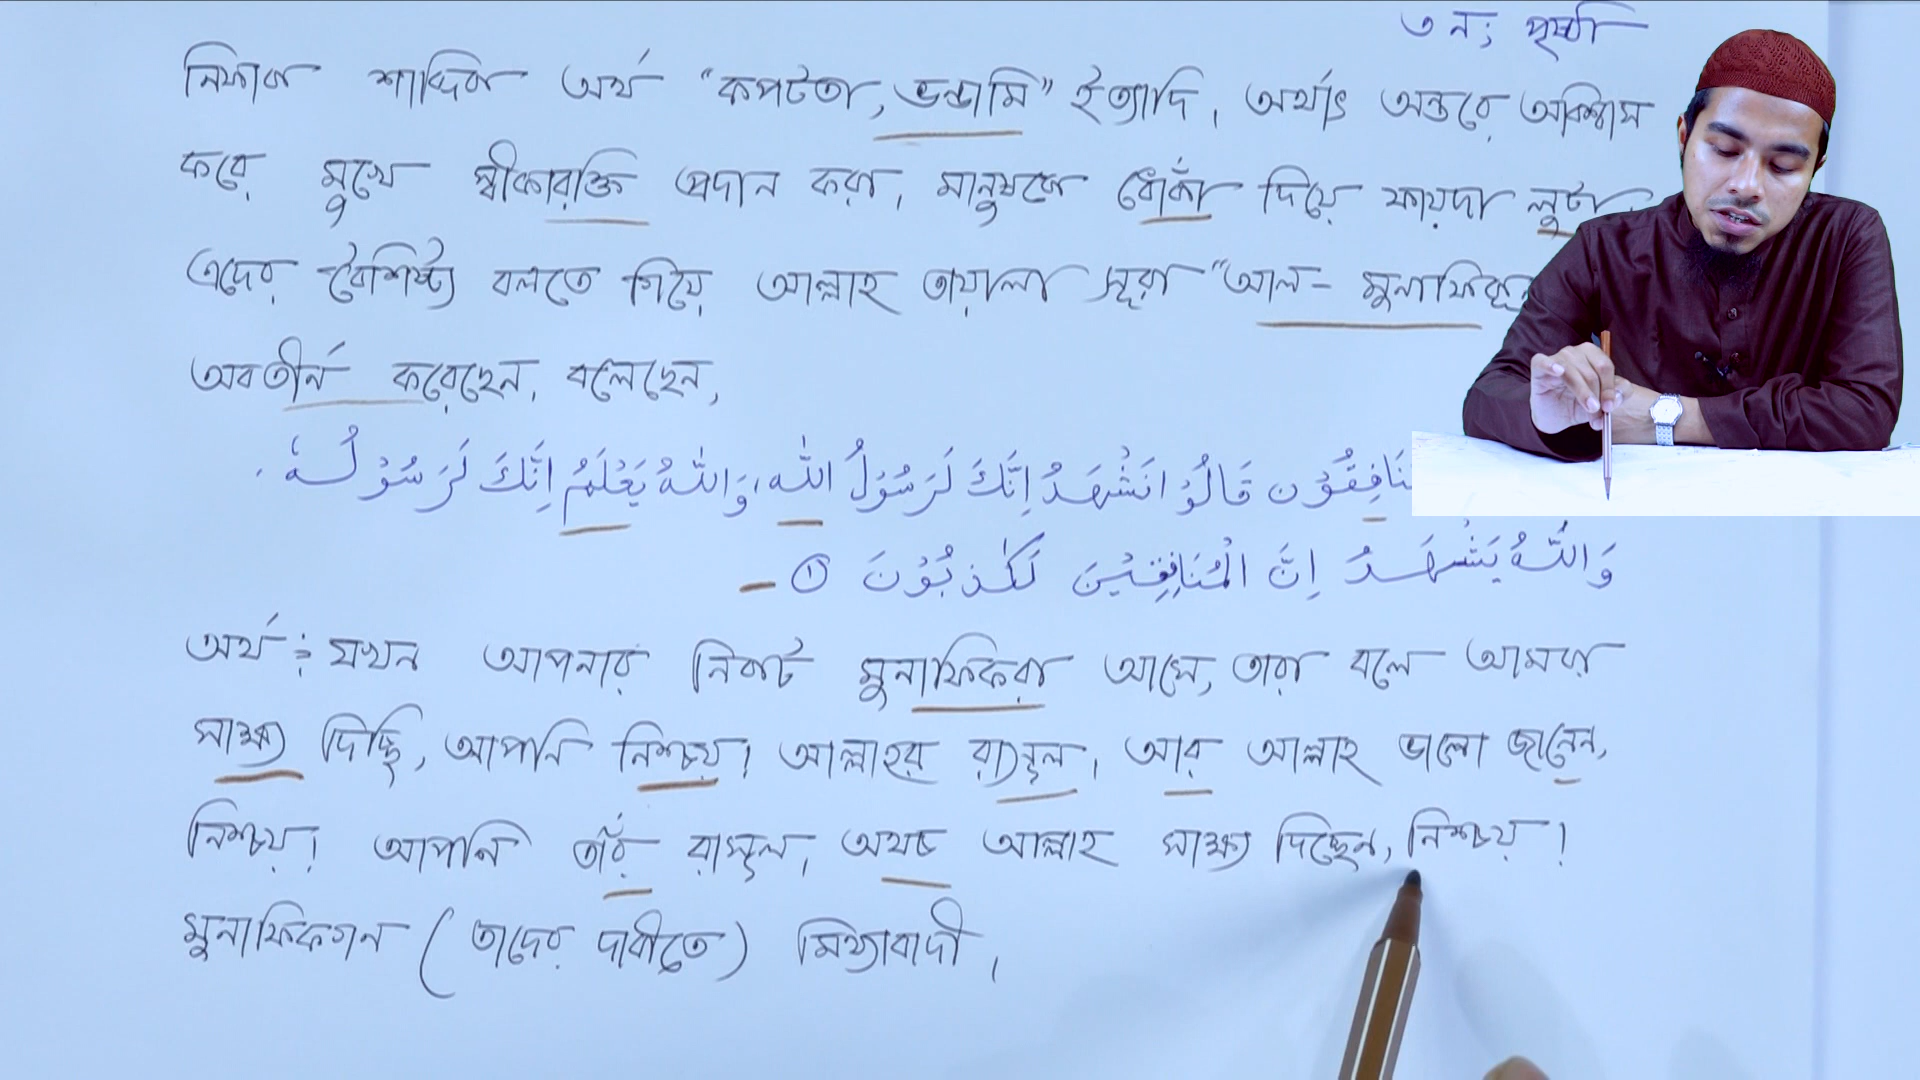 ৩ নং পৃষ্ঠা
নিফাক শাব্দিক অর্থ "কপটতা, ভন্ডামি" ইত্যাদি, অর্থাৎ অন্তরে অবিশ্বাস
করে মুখে স্বীকারক্তি প্রদান করা, মানুষকে ধোঁকা দিয়ে ফায়দা লুটা
এদের বৈশিষ্ট্য বলতে গিয়ে আল্লাহ তায়ালা সূরা "আল- মুনাফিকূন
অবতীর্ন করেছেন, বলেছেন,
نَافِقُوْن قَالُوْا نَشْهَدُ اِنَّكَ لَرَسُوْلُ اللّٰه، وَاللّٰهُ يَعْلَمُ اِنَّكَ لَرَسُوْلُهٗ
وَاللّٰهُ يَشْهَدُ اِنَّ الْمُنَافِقِيْنَ لَكٰذِبُوْنَ ①
অর্থ ঃ যখন আপনার নিকট মুনাফিকরা আসে, তারা বলে আমরা
সাক্ষ্য দিচ্ছি, আপনি নিশ্চয়! আল্লাহর রাসূল, আর আল্লাহ ভালো জানেন,
নিশ্চয়! আপনি তাঁর রাসূল, অথচ আল্লাহ সাক্ষ্য দিচ্ছেন, নিশ্চয়!
মুনাফিকগন (তাদের দাবীতে) মিথ্যাবাদী,